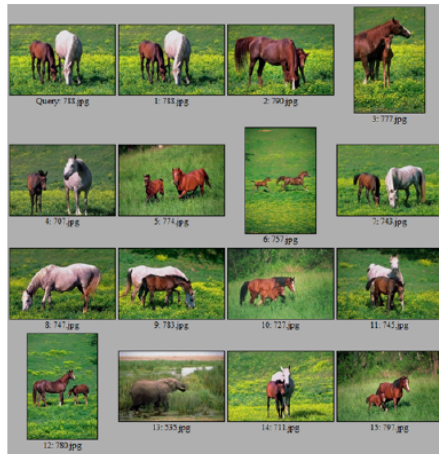 Query: 788.jpg
1: 788.jpg
2: 790.jpg
3: 777.jpg
4: 707.jpg
5: 774.jpg
6: 757.jpg
7: 743.jpg
8: 747.jpg
9: 783.jpg
10: 727.jpg
11: 745.jpg
12: 780.jpg
13: 535.jpg
14: 711.jpg
15: 797.jpg